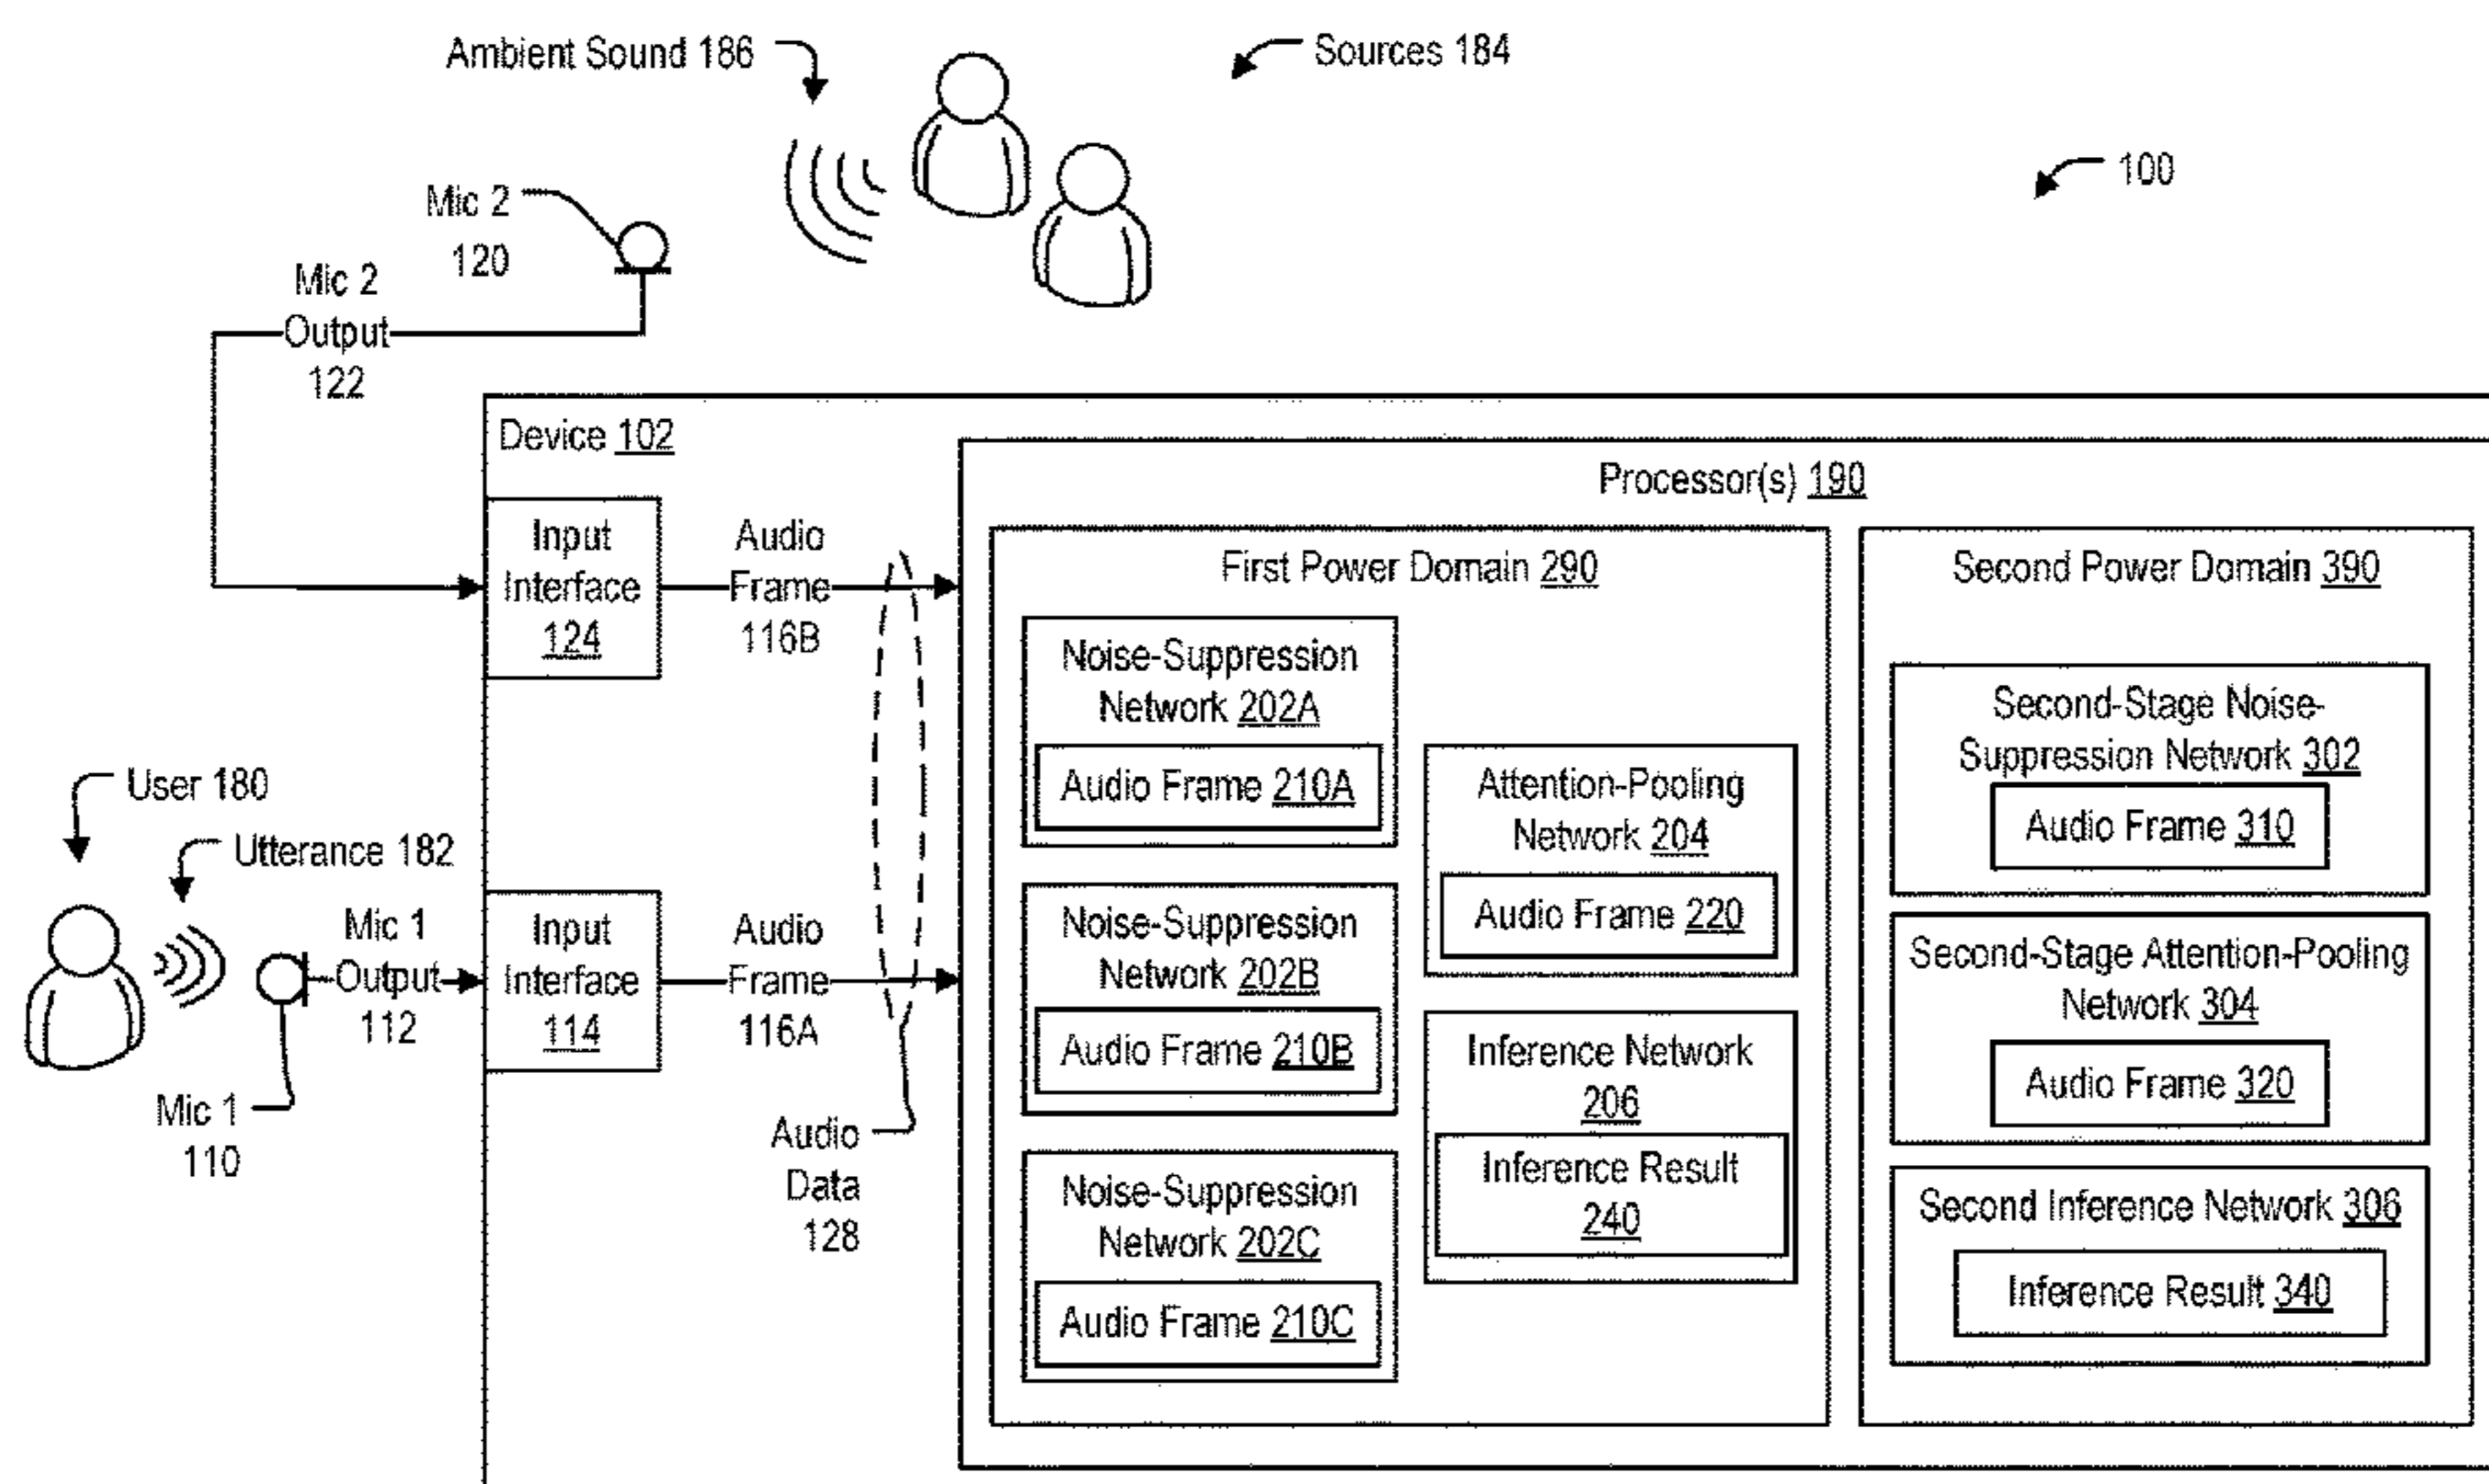 Ambient Sound 186
Sources 184
100
Mic 2
120
Mic 2
Output
122
Device 102
Processor(s) 190
Input
Interface
124
Audio
Frame
116B
First Power Domain 290
Second Power Domain 390
Noise-Suppression
Network 202A
Audio Frame 210A
Attention-Pooling
Network 204
Audio Frame 220
Second-Stage Noise-
Suppression Network 302
Audio Frame 310
User 180
Utterance 182
Mic 1
Output
112
Mic 1
110
Input
Interface
114
Audio
Frame
116A
Audio
Data
128
Noise-Suppression
Network 202B
Audio Frame 210B
Inference Network
206
Inference Result
240
Second-Stage Attention-Pooling
Network 304
Audio Frame 320
Noise-Suppression
Network 202C
Audio Frame 210C
Second Inference Network 306
Inference Result 340